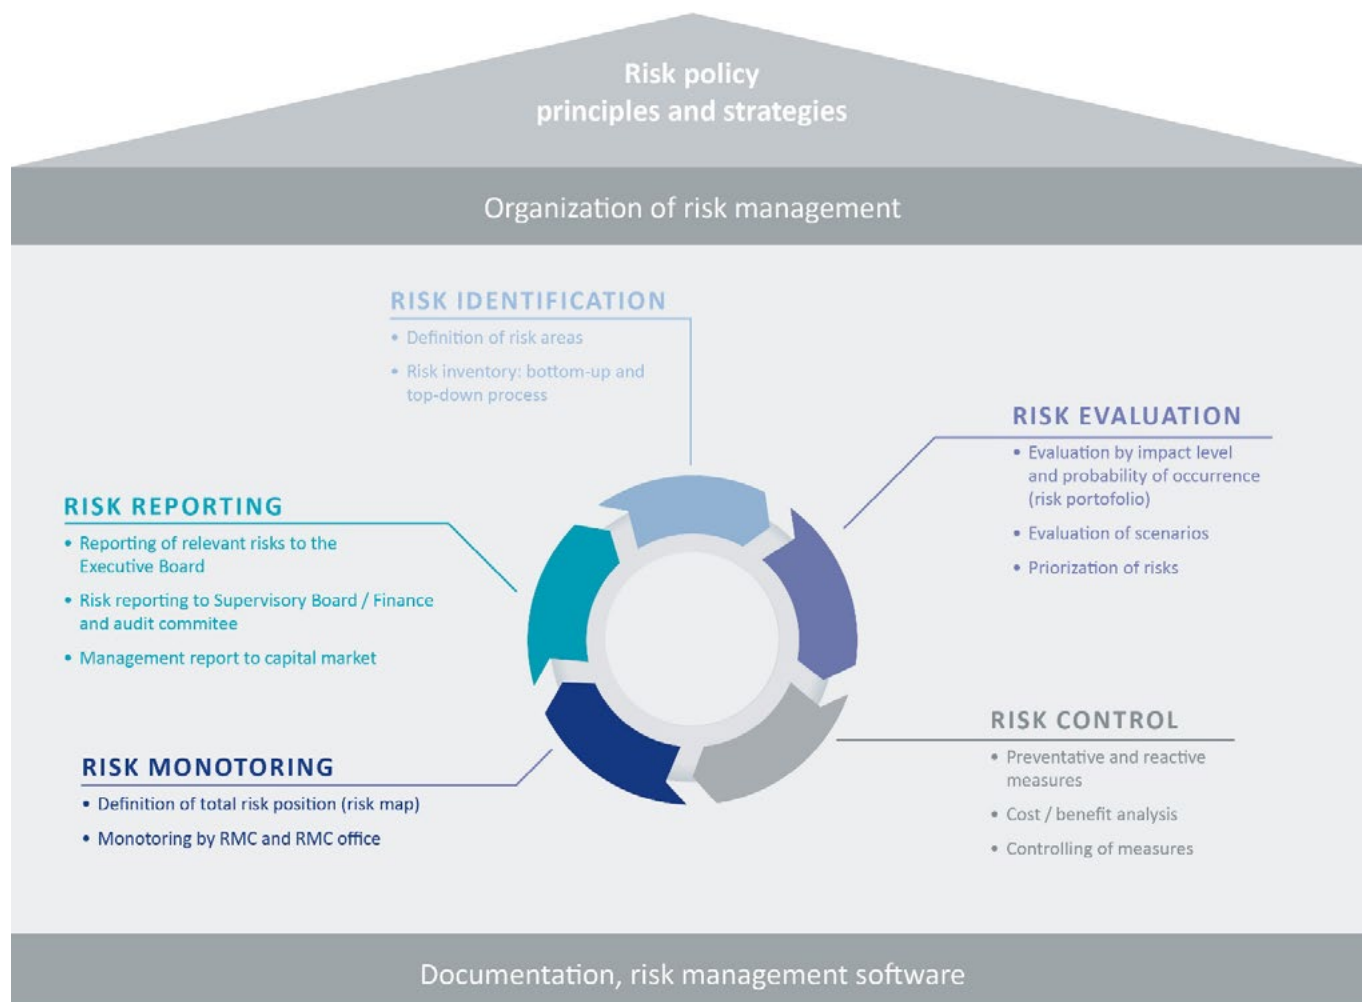 Risk policy
principles and strategies
Organization of risk management
RISK IDENTIFICATION
• Definition of risk areas
• Risk inventory: bottom-up and
top-down process
RISK EVALUATION
• Evaluation by impact level
and probability of occurrence
(risk portofolio)
• Evaluation of scenarios
• Priorization of risks
RISK REPORTING
• Reporting of relevant risks to the
Executive Board
• Risk reporting to Supervisory Board / Finance
and audit commitee
• Management report to capital market
RISK CONTROL
• Preventative and reactive
measures
• Cost / benefit analysis
• Controlling of measures
RISK MONOTORING
• Definition of total risk position (risk map)
• Monotoring by RMC and RMC office
Documentation, risk management software